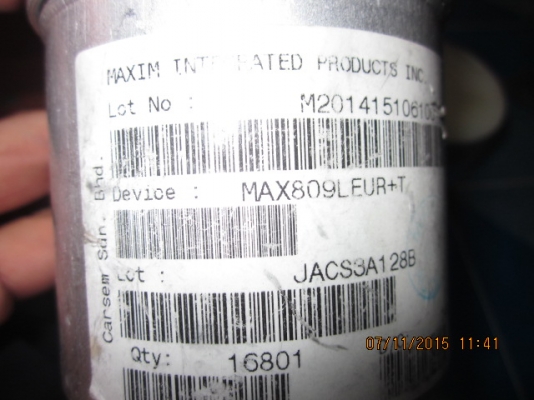 MAXIM INTEGRATED PRODUCTS INC.
Lot No :
Device : MAX809LEUR+T
Lot : JACS3A128B
Qty: 16801
Carsem Sdn. Bhd.
07/11/2015 11:41